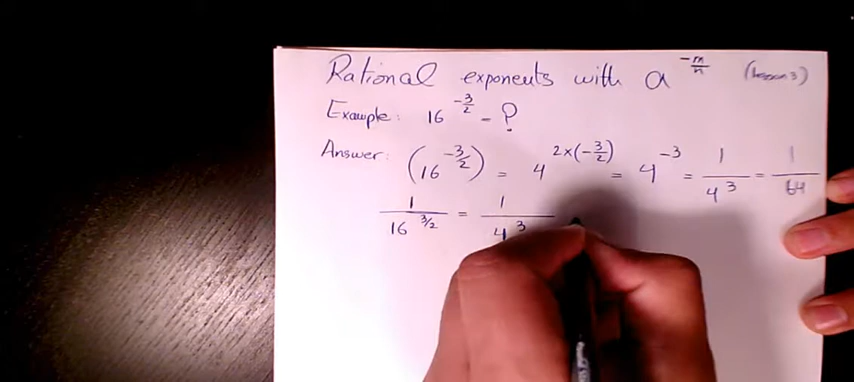 Rational exponents with a^(-m/n) (Lesson 3)
Example: 16^(-3/2) - ?
Answer: (16^(-3/2)) = 4^(2×(-3/2)) = 4^(-3) = 1/4^3 = 1/64
1/16^(3/2) = 1/4^3